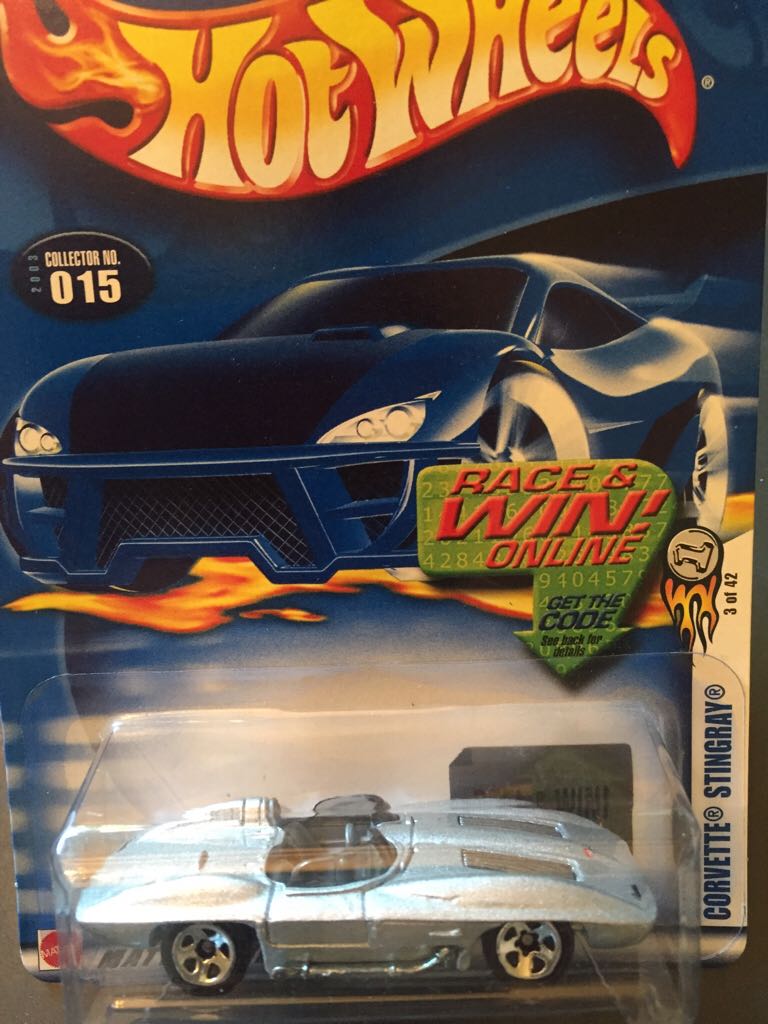 HOT WHEELS®
2003
COLLECTOR NO.
015
RACE &
WIN!
ONLINE
GET THE
CODE
See back for
details
3 of 42
CORVETTE® STINGRAY®